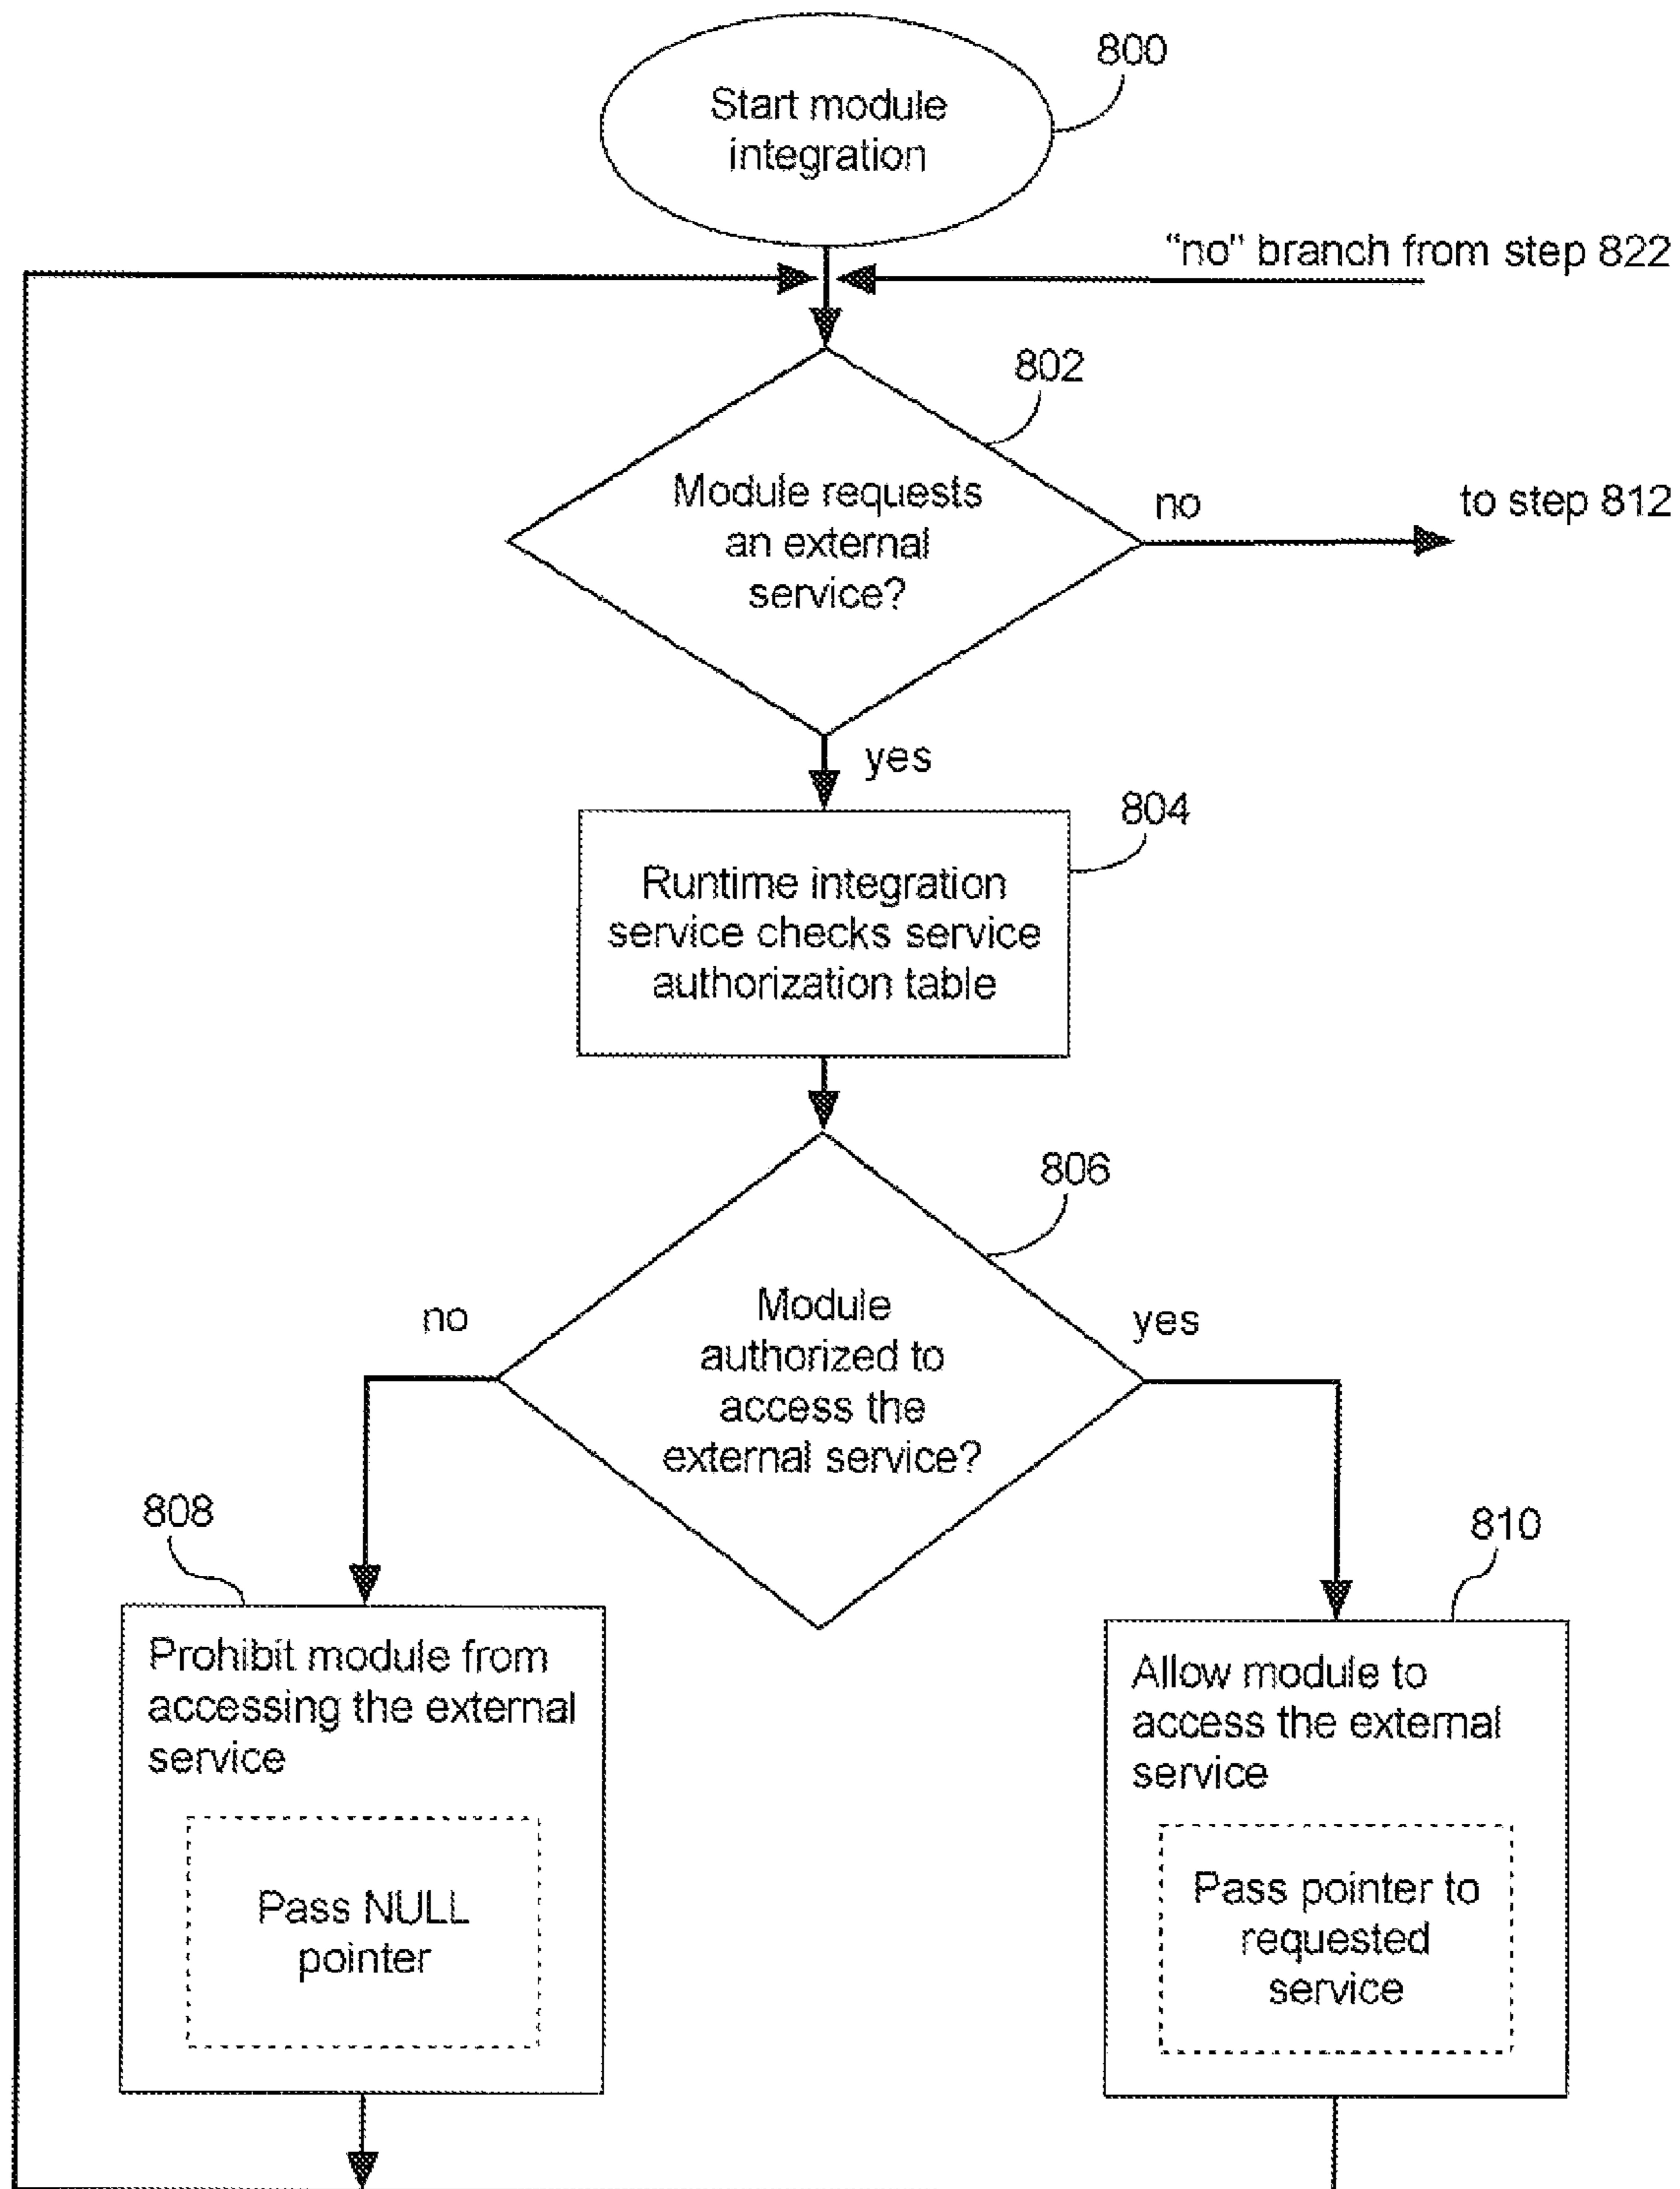 800
Start module
integration
"no" branch from step 822
802
Module requests
an external
service?
no
to step 812
yes
804
Runtime integration
service checks service
authorization table
806
Module
authorized to
access the
external service?
no
yes
808
Prohibit module from
accessing the external
service
Pass NULL
pointer
810
Allow module to
access the external
service
Pass pointer to
requested
service